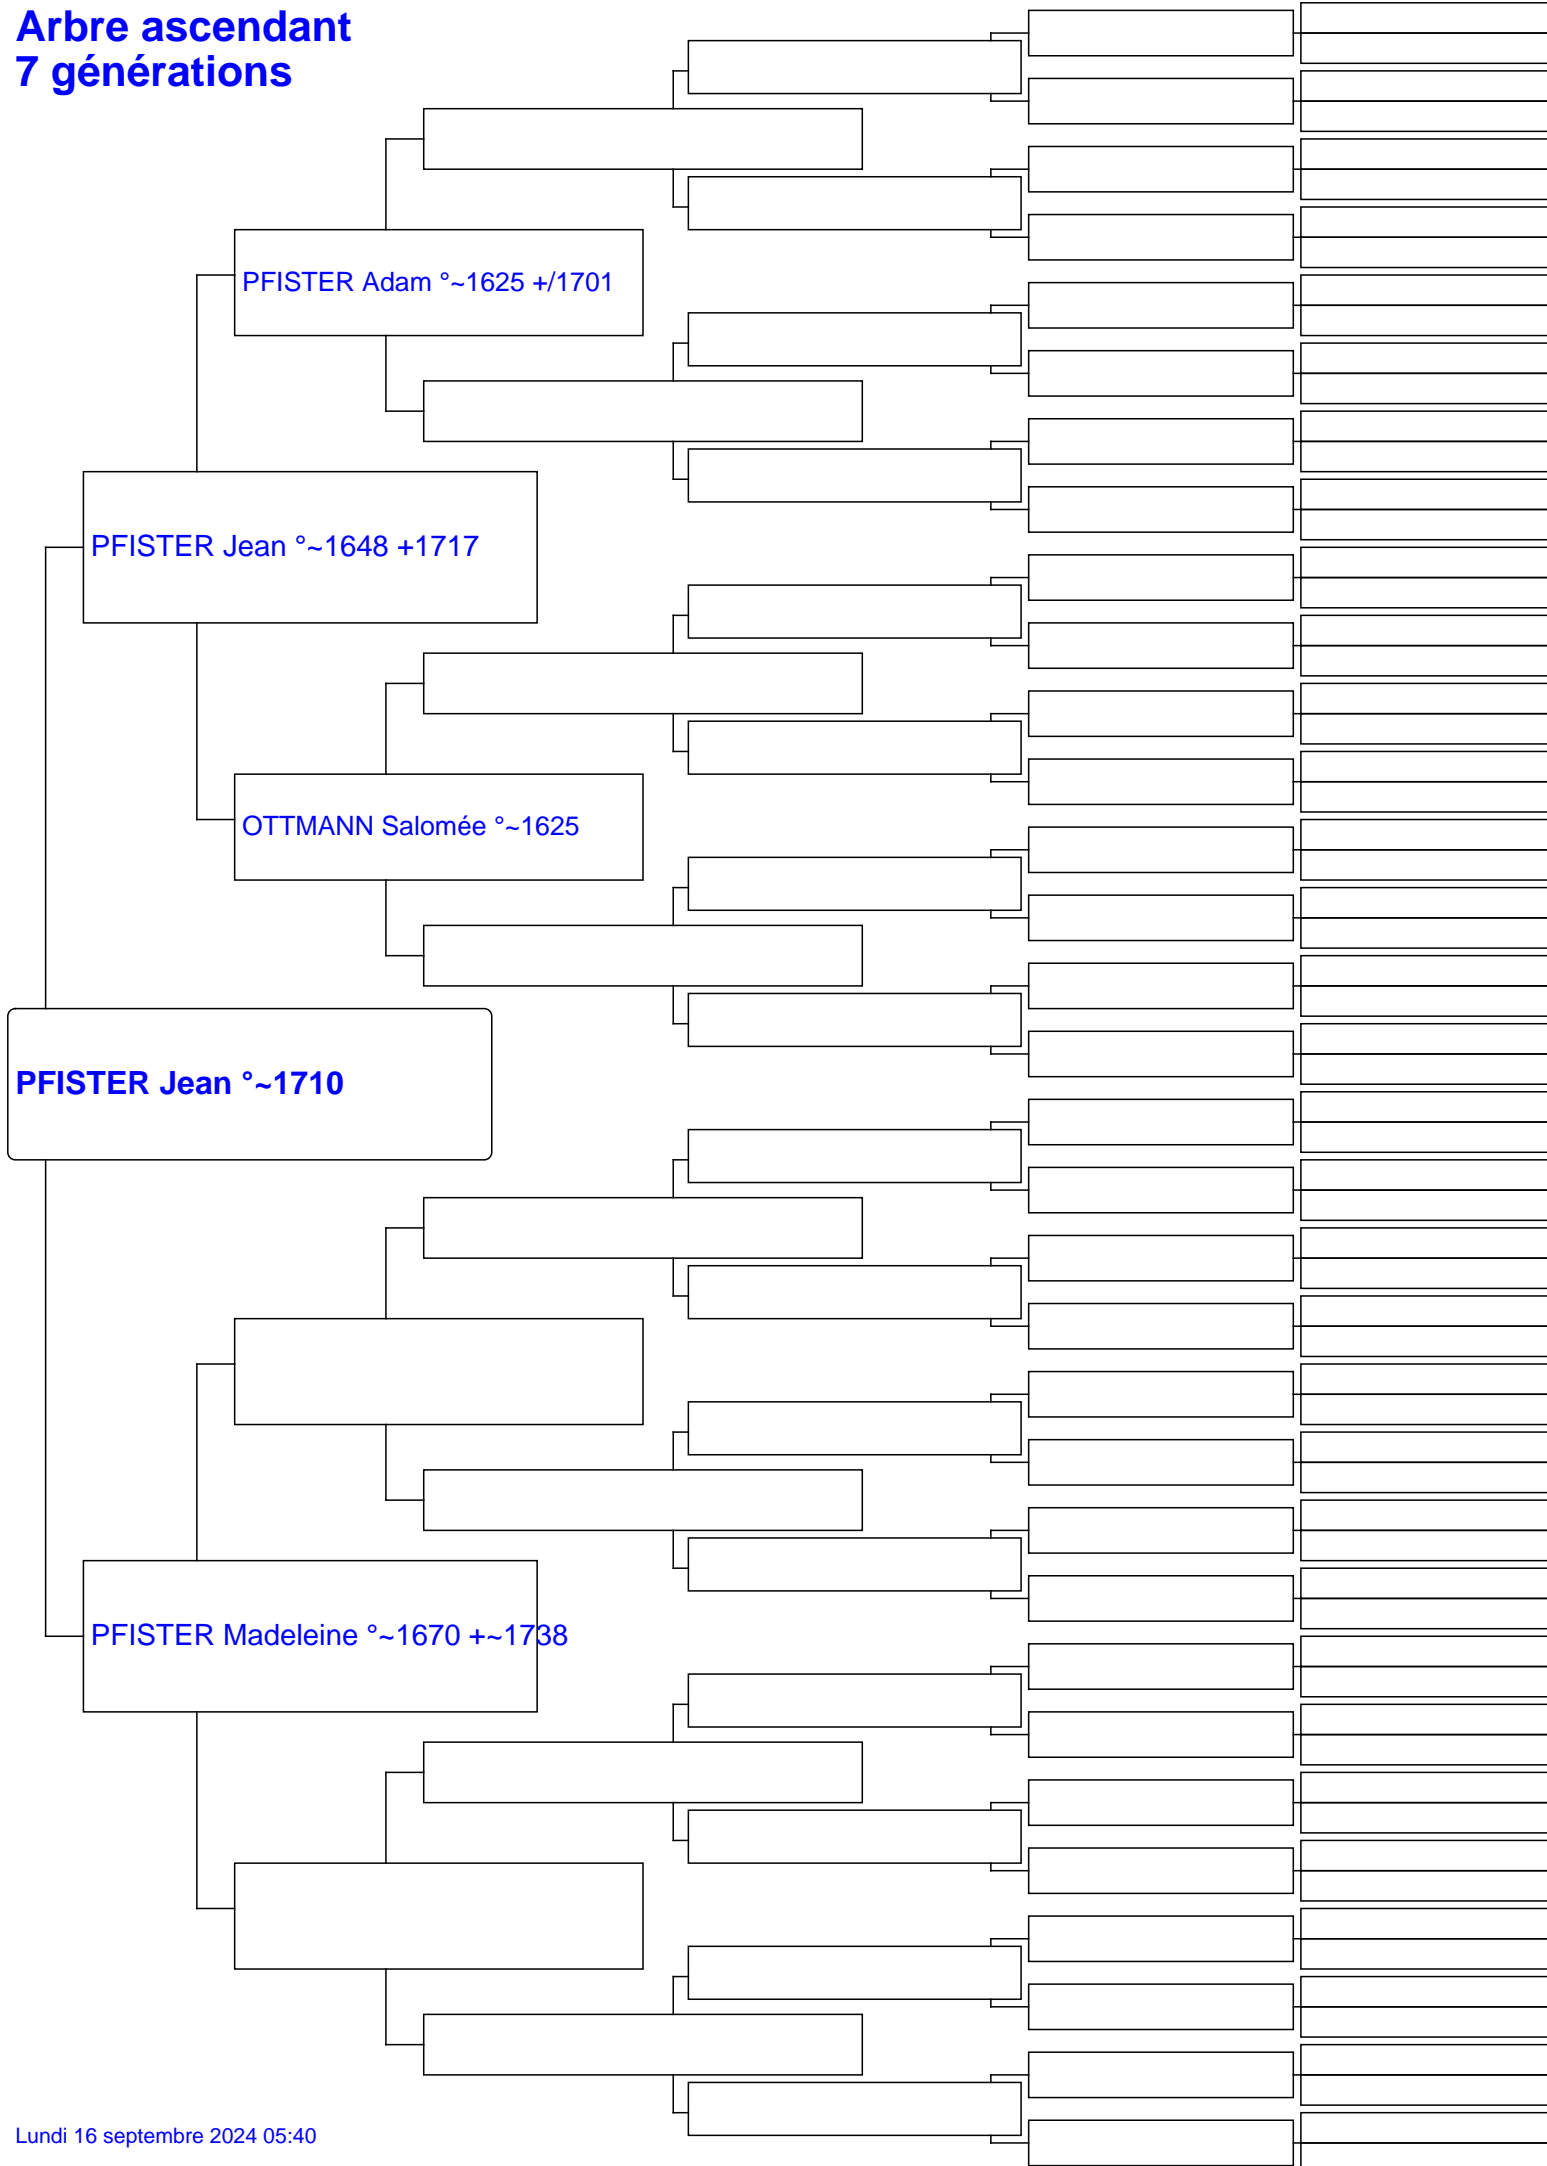 Arbre ascendant
7 générations
PFISTER Adam °~1625 +/1701
PFISTER Jean °~1648 +1717
OTTMANN Salomée °~1625
PFISTER Jean °~1710
PFISTER Madeleine °~1670 +~1738
Lundi 16 septembre 2024 05:40